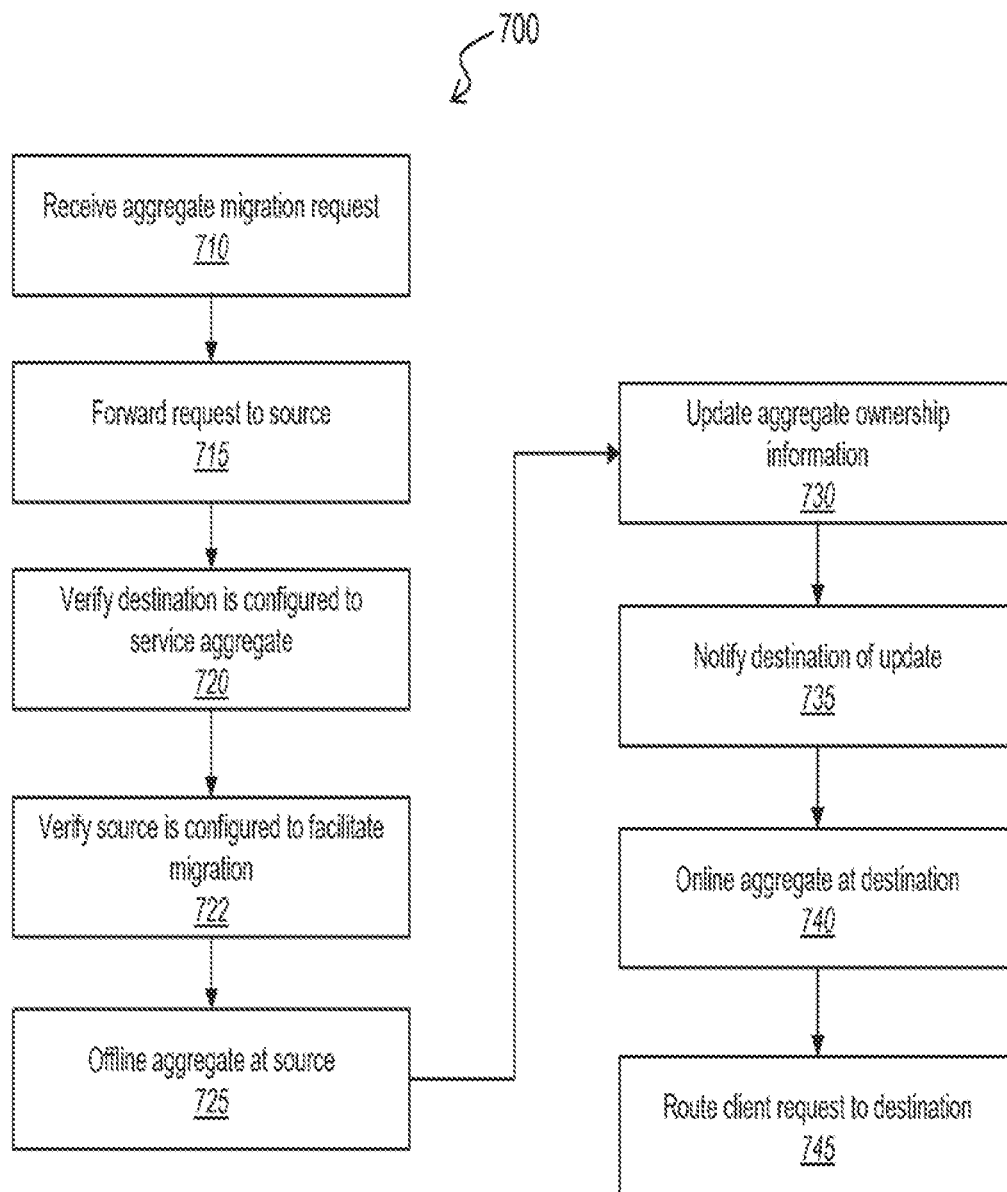 700
Receive aggregate migration request
710
Forward request to source
715
Verify destination is configured to
service aggregate
720
Verify source is configured to facilitate
migration
722
Offline aggregate at source
725
Update aggregate ownership
information
730
Notify destination of update
735
Online aggregate at destination
740
Route client request to destination
745